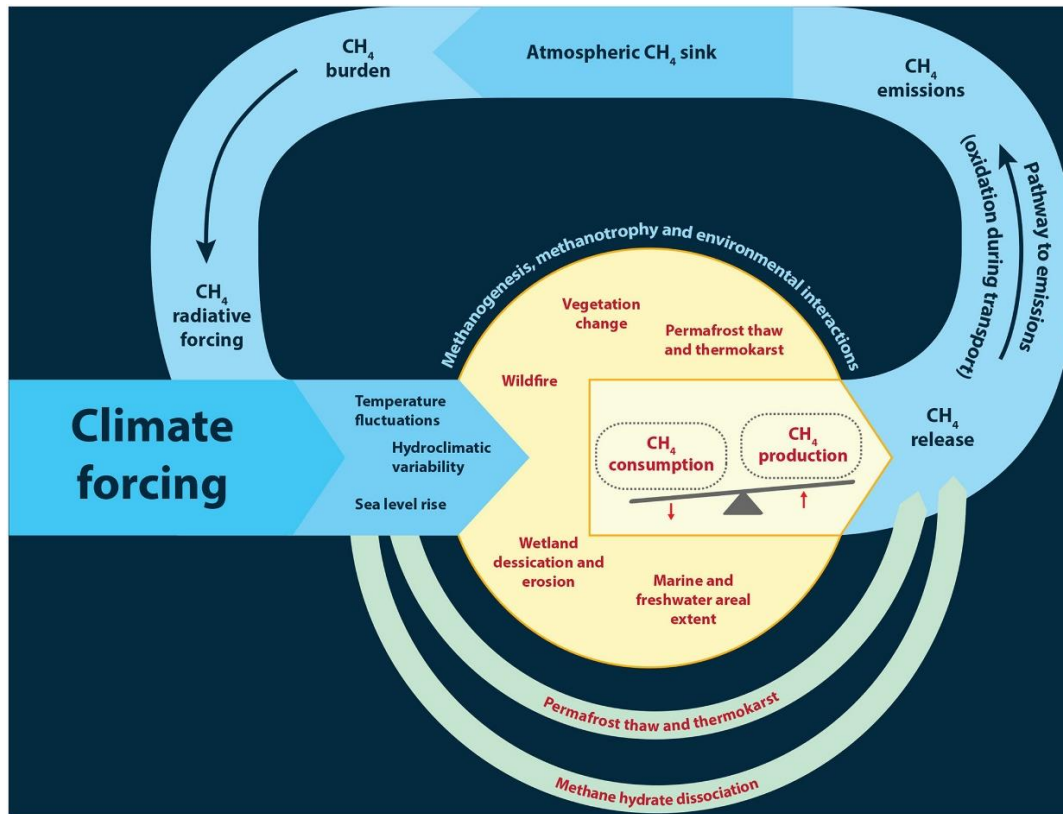 CH₄
burden
Atmospheric CH₄ sink
CH₄
emissions
Pathway to emissions
(oxidation during transport)
CH₄
radiative
forcing
Methanogenesis, methanotrophy and environmental interactions
Vegetation
change
Permafrost thaw
and thermokarst
Wildfire
Climate
forcing
Temperature
fluctuations
Hydroclimatic
variability
Sea level rise
CH₄
consumption
CH₄
production
CH₄
release
Wetland
dessication and
erosion
Marine and
freshwater areal
extent
Permafrost thaw and thermokarst
Methane hydrate dissociation